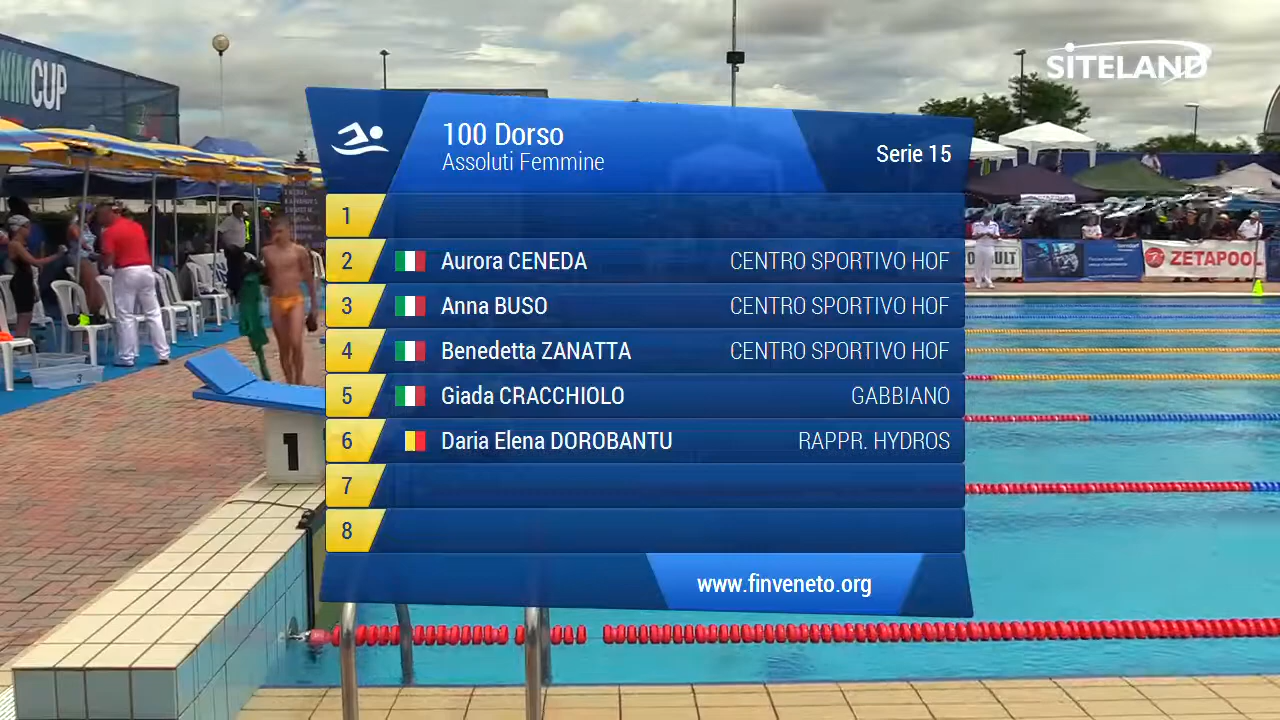 IMCUP
SITELAND
100 Dorso
Assoluti Femmine
Serie 15
1
2 Aurora CENEDA CENTRO SPORTIVO HOF
3 Anna BUSO CENTRO SPORTIVO HOF
4 Benedetta ZANATTA CENTRO SPORTIVO HOF
5 Giada CRACCHIOLO GABBIANO
6 Daria Elena DOROBANTU RAPPR. HYDROS
7
8
www.finveneto.org
ZETAPOOL
1
3